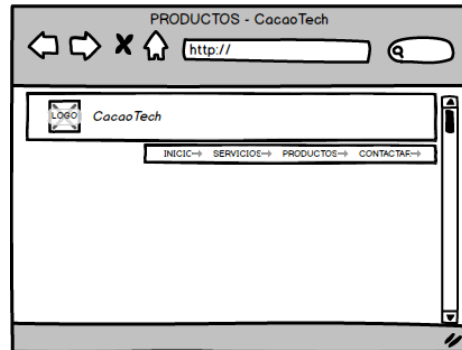 PRODUCTOS - CacaoTech
http://
LOGO CacaoTech
INICIO SERVICIOS PRODUCTOS CONTACTAR